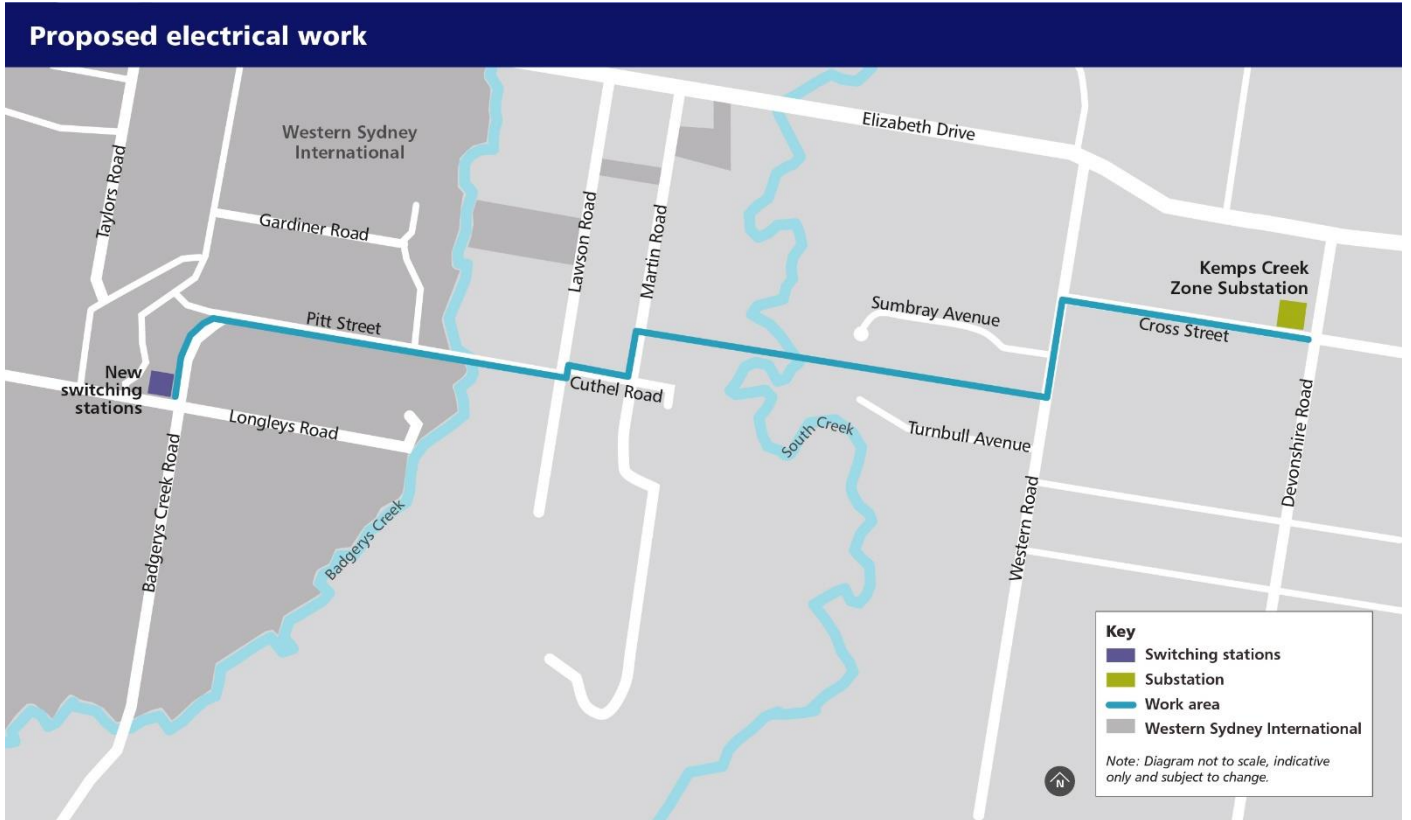 Proposed electrical work
Elizabeth Drive
Western Sydney
International
Taylors Road
Gardiner Road
Lawson Road
Martin Road
Kemps Creek
Zone Substation
Sumbray Avenue
Pitt Street
Cross Street
New
switching
stations
Cuthel Road
Longleys Road
South Creek
Turnbull Avenue
Devonshire Road
Badgerys Creek Road
Badgerys Creek
Western Road
Key
Switching stations
Substation
Work area
Western Sydney International
Note: Diagram not to scale, indicative
only and subject to change.
N